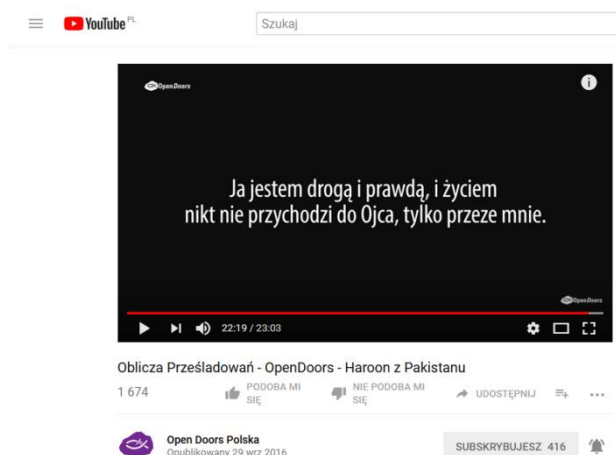 YouTube PL
Szukaj
OpenDoors
Ja jestem drogą i prawdą, i życiem
nikt nie przychodzi do Ojca, tylko przeze mnie.
OpenDoors
22:19 / 23:03
Oblicza Prześladowań - OpenDoors - Haroon z Pakistanu
1 674
PODOBA MI SIĘ
NIE PODOBA MI SIĘ
UDOSTĘPNIJ
Open Doors Polska
Opublikowany 29 wrz 2016
SUBSKRYBUJESZ 416